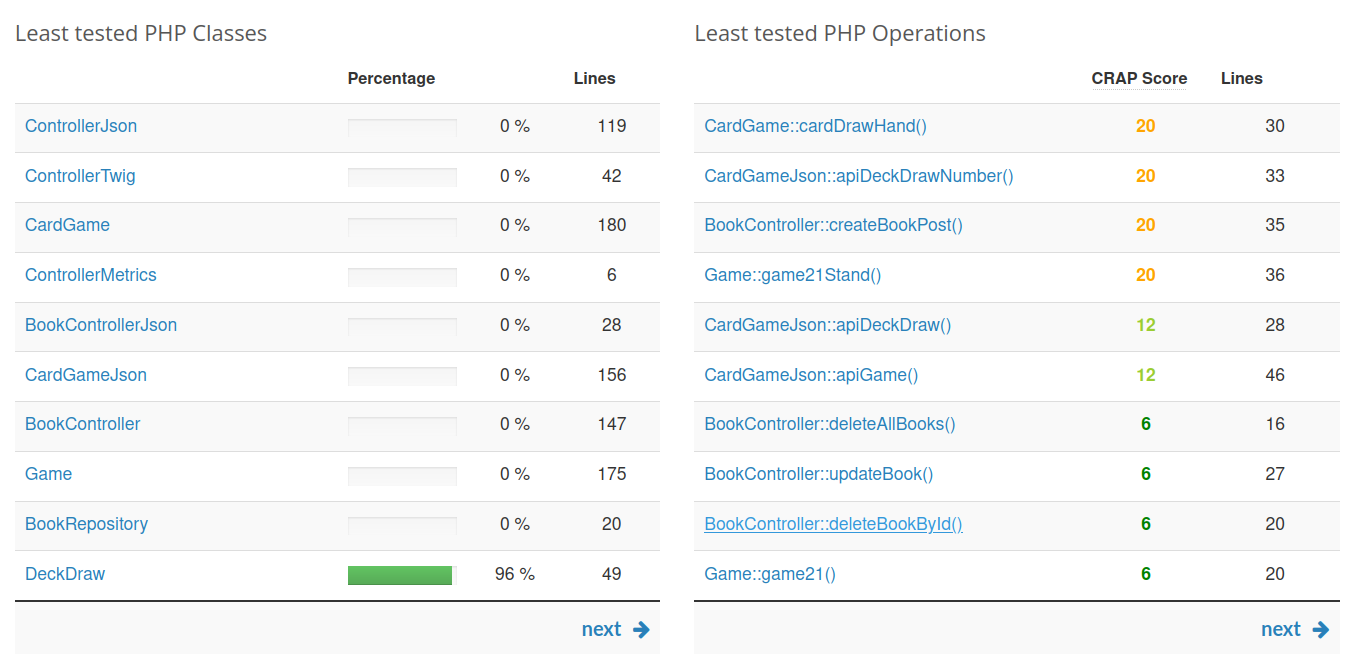 Least tested PHP Classes
Percentage Lines
ControllerJson 0 % 119
ControllerTwig 0 % 42
CardGame 0 % 180
ControllerMetrics 0 % 6
BookControllerJson 0 % 28
CardGameJson 0 % 156
BookController 0 % 147
Game 0 % 175
BookRepository 0 % 20
DeckDraw 96 % 49
next
Least tested PHP Operations
CRAP Score Lines
CardGame::cardDrawHand() 20 30
CardGameJson::apiDeckDrawNumber() 20 33
BookController::createBookPost() 20 35
Game::game21Stand() 20 36
CardGameJson::apiDeckDraw() 12 28
CardGameJson::apiGame() 12 46
BookController::deleteAllBooks() 6 16
BookController::updateBook() 6 27
BookController::deleteBookById() 6 20
Game::game21() 6 20
next